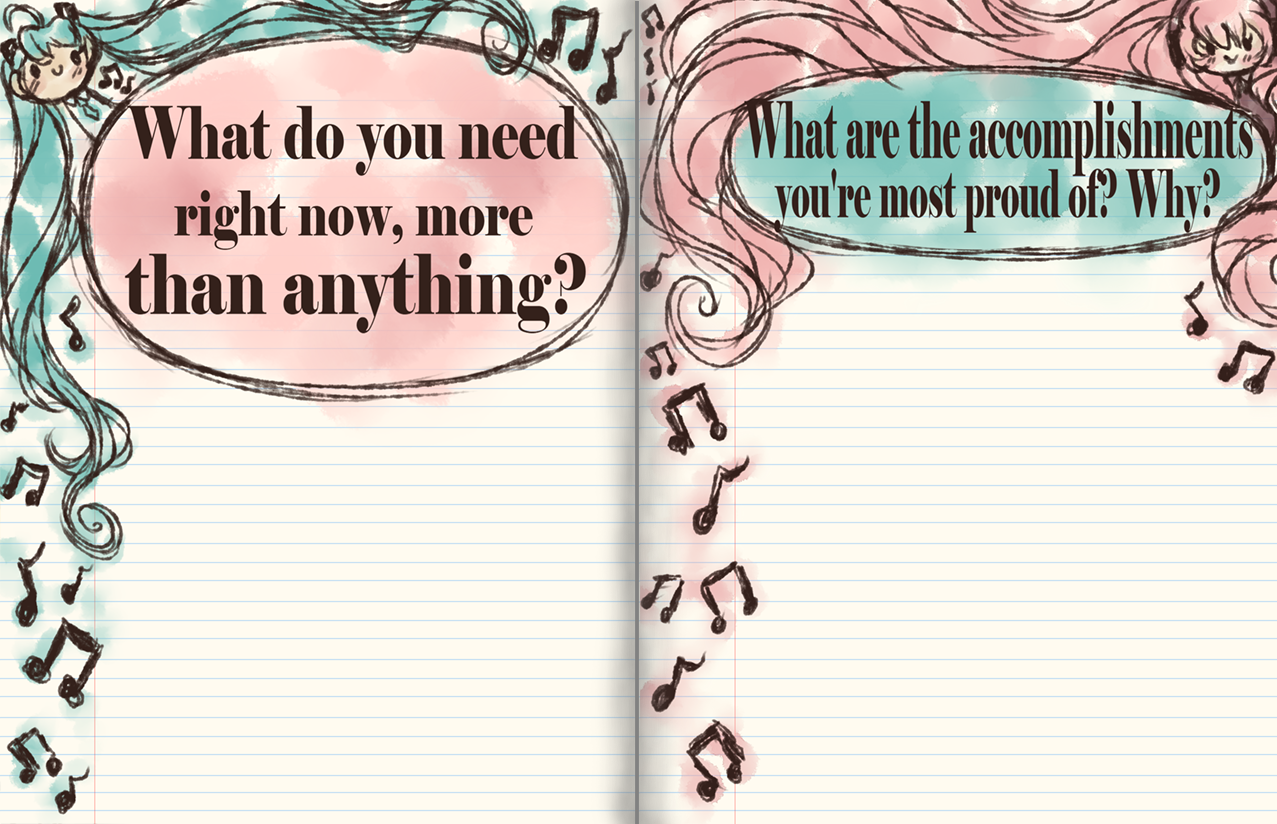 What do you need
right now, more
than anything?
What are the accomplishments
you're most proud of? Why?